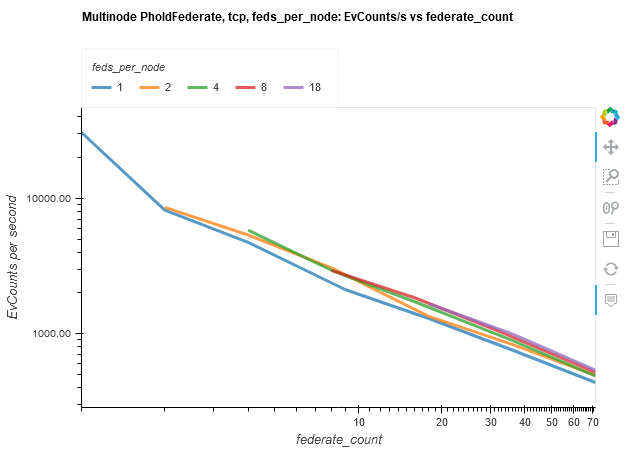 Multinode PholdFederate, tcp, feds_per_node: EvCounts/s vs federate_count
feds_per_node
1 2 4 8 18
10000.00
1000.00
EvCounts per second
10 20 30 40 50 60 70
federate_count